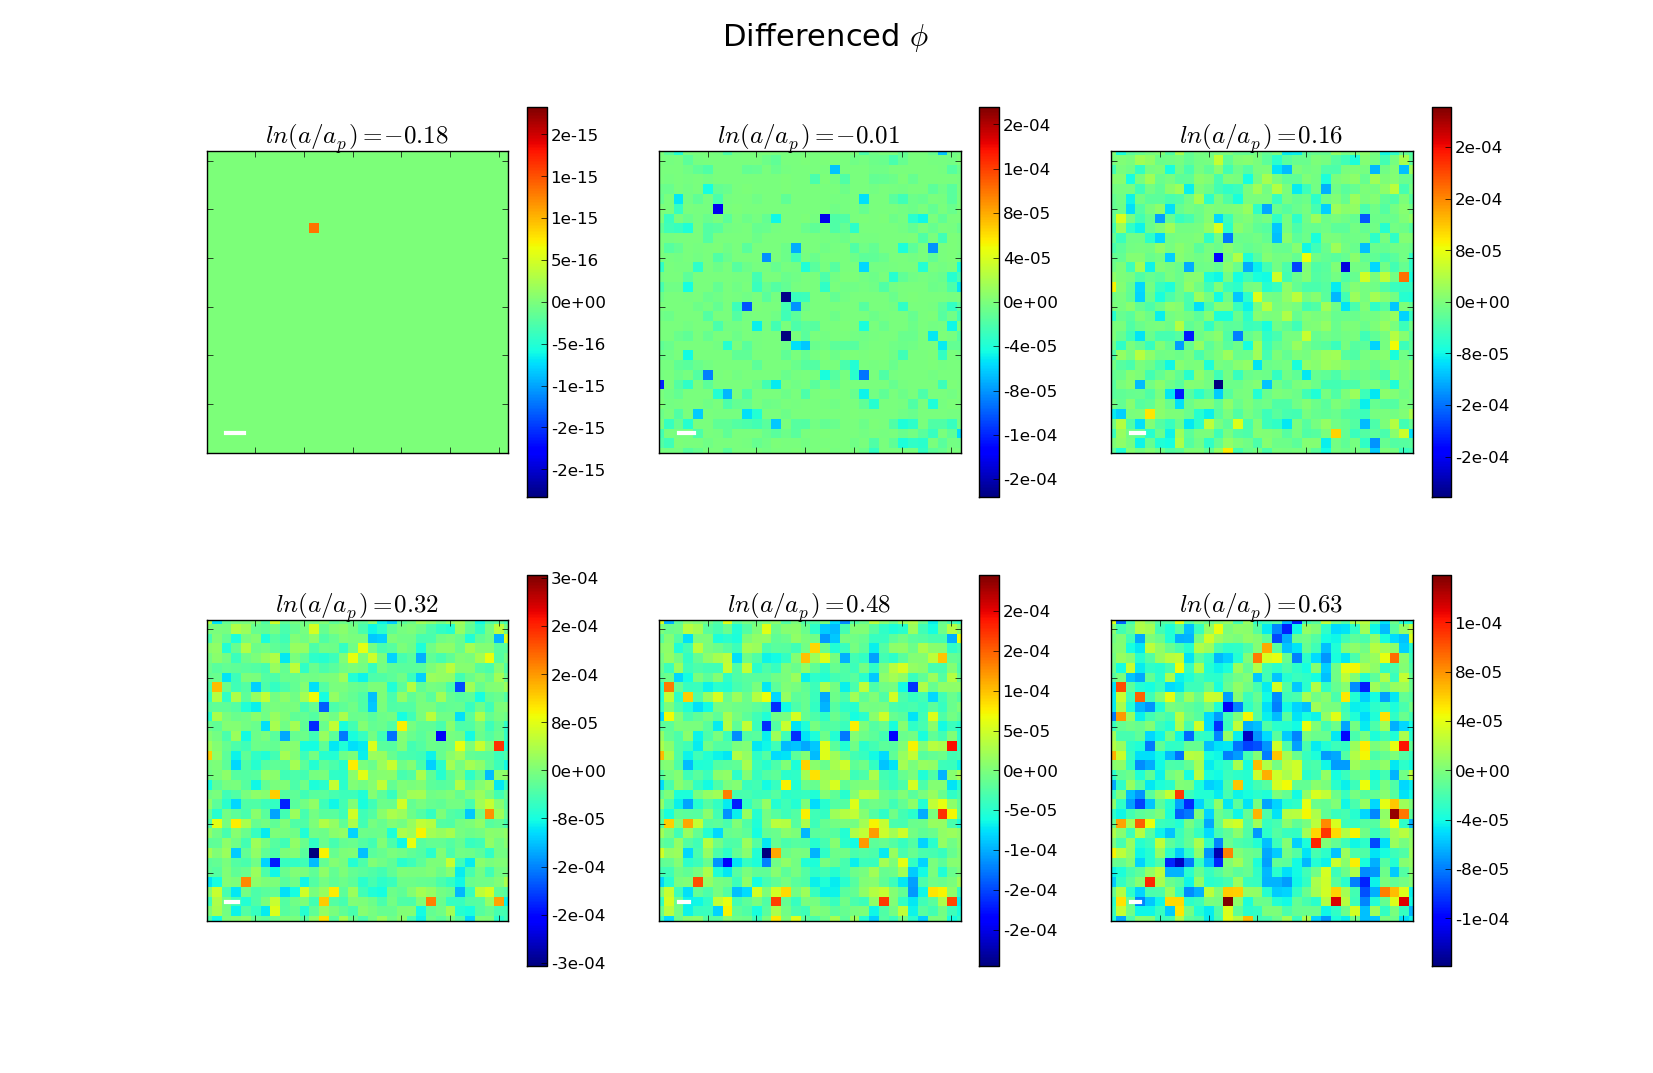 Differenced ϕ
ln(a/a_p)=−0.18
2e-15
1e-15
1e-15
5e-16
0e+00
-5e-16
-1e-15
-2e-15
-2e-15
ln(a/a_p)=−0.01
2e-04
1e-04
8e-05
4e-05
0e+00
-4e-05
-8e-05
-1e-04
-2e-04
ln(a/a_p)=0.16
2e-04
2e-04
8e-05
0e+00
-8e-05
-2e-04
-2e-04
ln(a/a_p)=0.32
3e-04
2e-04
2e-04
8e-05
0e+00
-8e-05
-2e-04
-2e-04
-3e-04
ln(a/a_p)=0.48
2e-04
2e-04
1e-04
5e-05
0e+00
-5e-05
-1e-04
-2e-04
-2e-04
ln(a/a_p)=0.63
1e-04
8e-05
4e-05
0e+00
-4e-05
-8e-05
-1e-04